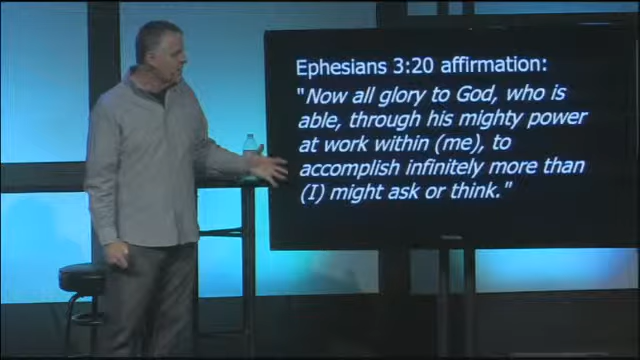 Ephesians 3:20 affirmation:
"Now all glory to God, who is
able, through his mighty power
at work within (me), to
accomplish infinitely more than
(I) might ask or think."